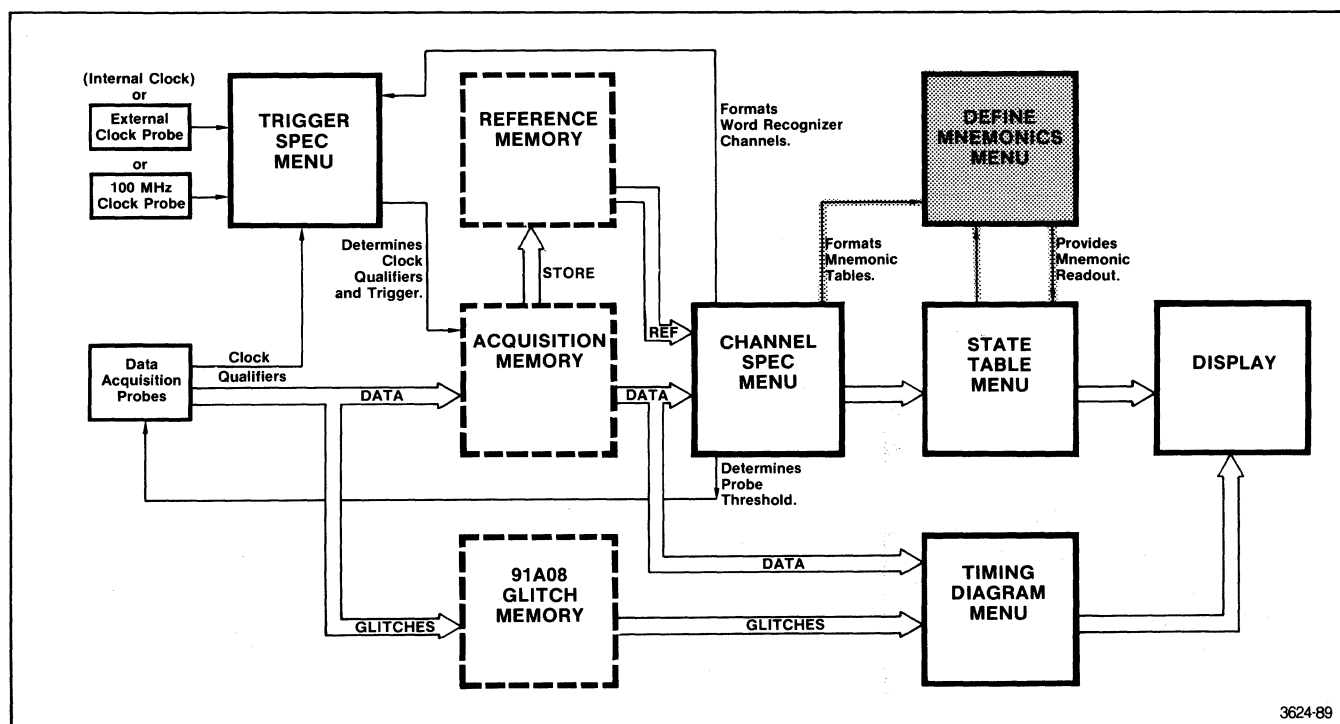 (Internal Clock)
or
External
Clock Probe
or
100 MHz
Clock Probe
TRIGGER
SPEC
MENU
REFERENCE
MEMORY
Formats
Word Recognizer
Channels.
DEFINE
MNEMONICS
MENU
Determines
Clock
Qualifiers
and Trigger.
STORE
Formats
Mnemonic
Tables.
Provides
Mnemonic
Readout.
Data
Acquisition
Probes
Clock
Qualifiers
DATA
ACQUISITION
MEMORY
REF
DATA
CHANNEL
SPEC
MENU
STATE
TABLE
MENU
DISPLAY
Determines
Probe
Threshold.
GLITCHES
91A08
GLITCH
MEMORY
DATA
GLITCHES
TIMING
DIAGRAM
MENU
3624-89